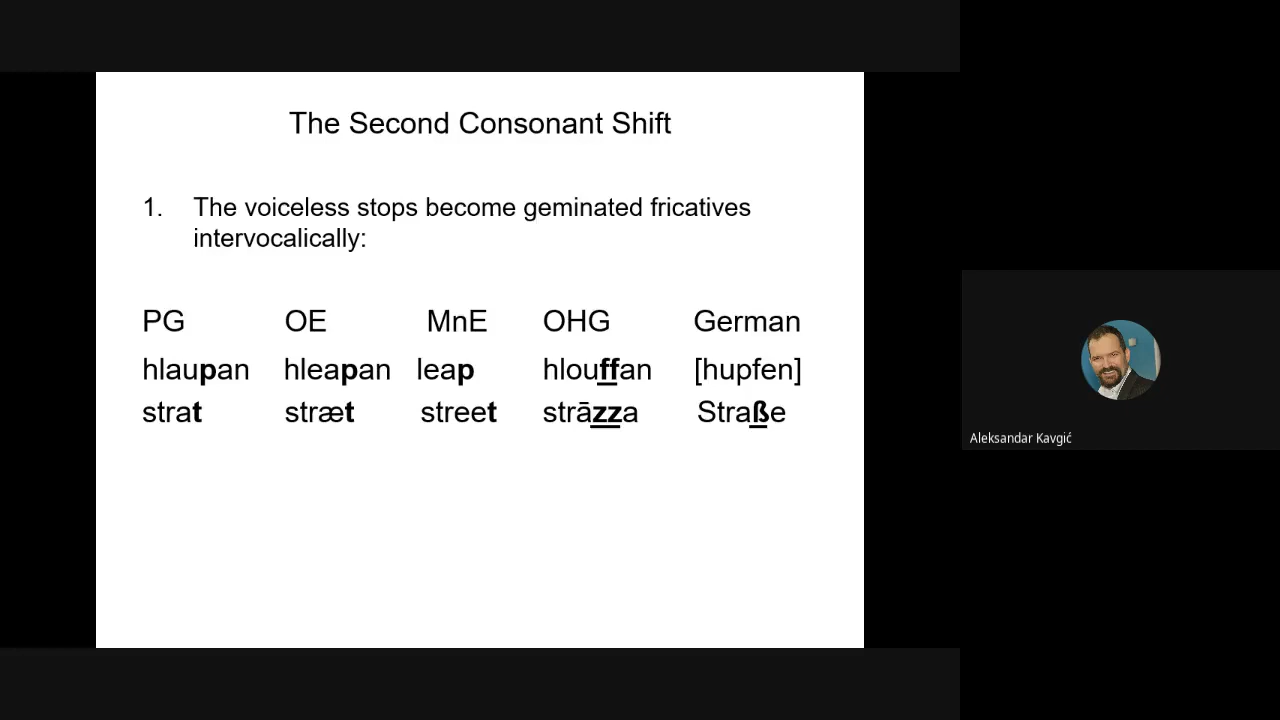 The Second Consonant Shift
1. The voiceless stops become geminated fricatives
intervocalically:
PG OE MnE OHG German
hlaupan hleapan leap hlouffan [hupfen]
strat stræt street strāzza Straße
Aleksandar Kavgić